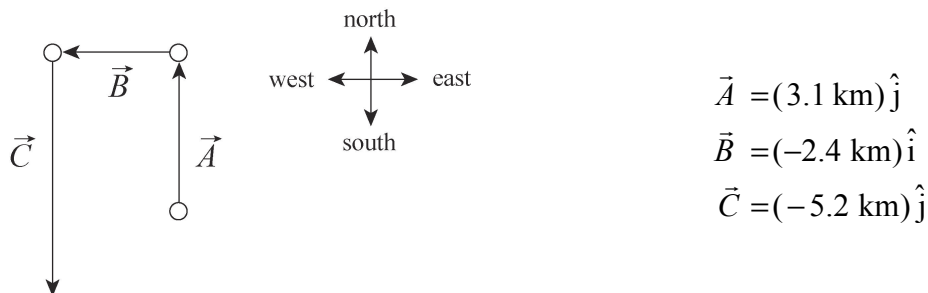 north
west east
south
B⃗
C⃗
A⃗
A⃗ =(3.1 km) ĵ
B⃗ =(−2.4 km) î
C⃗ =(−5.2 km) ĵ